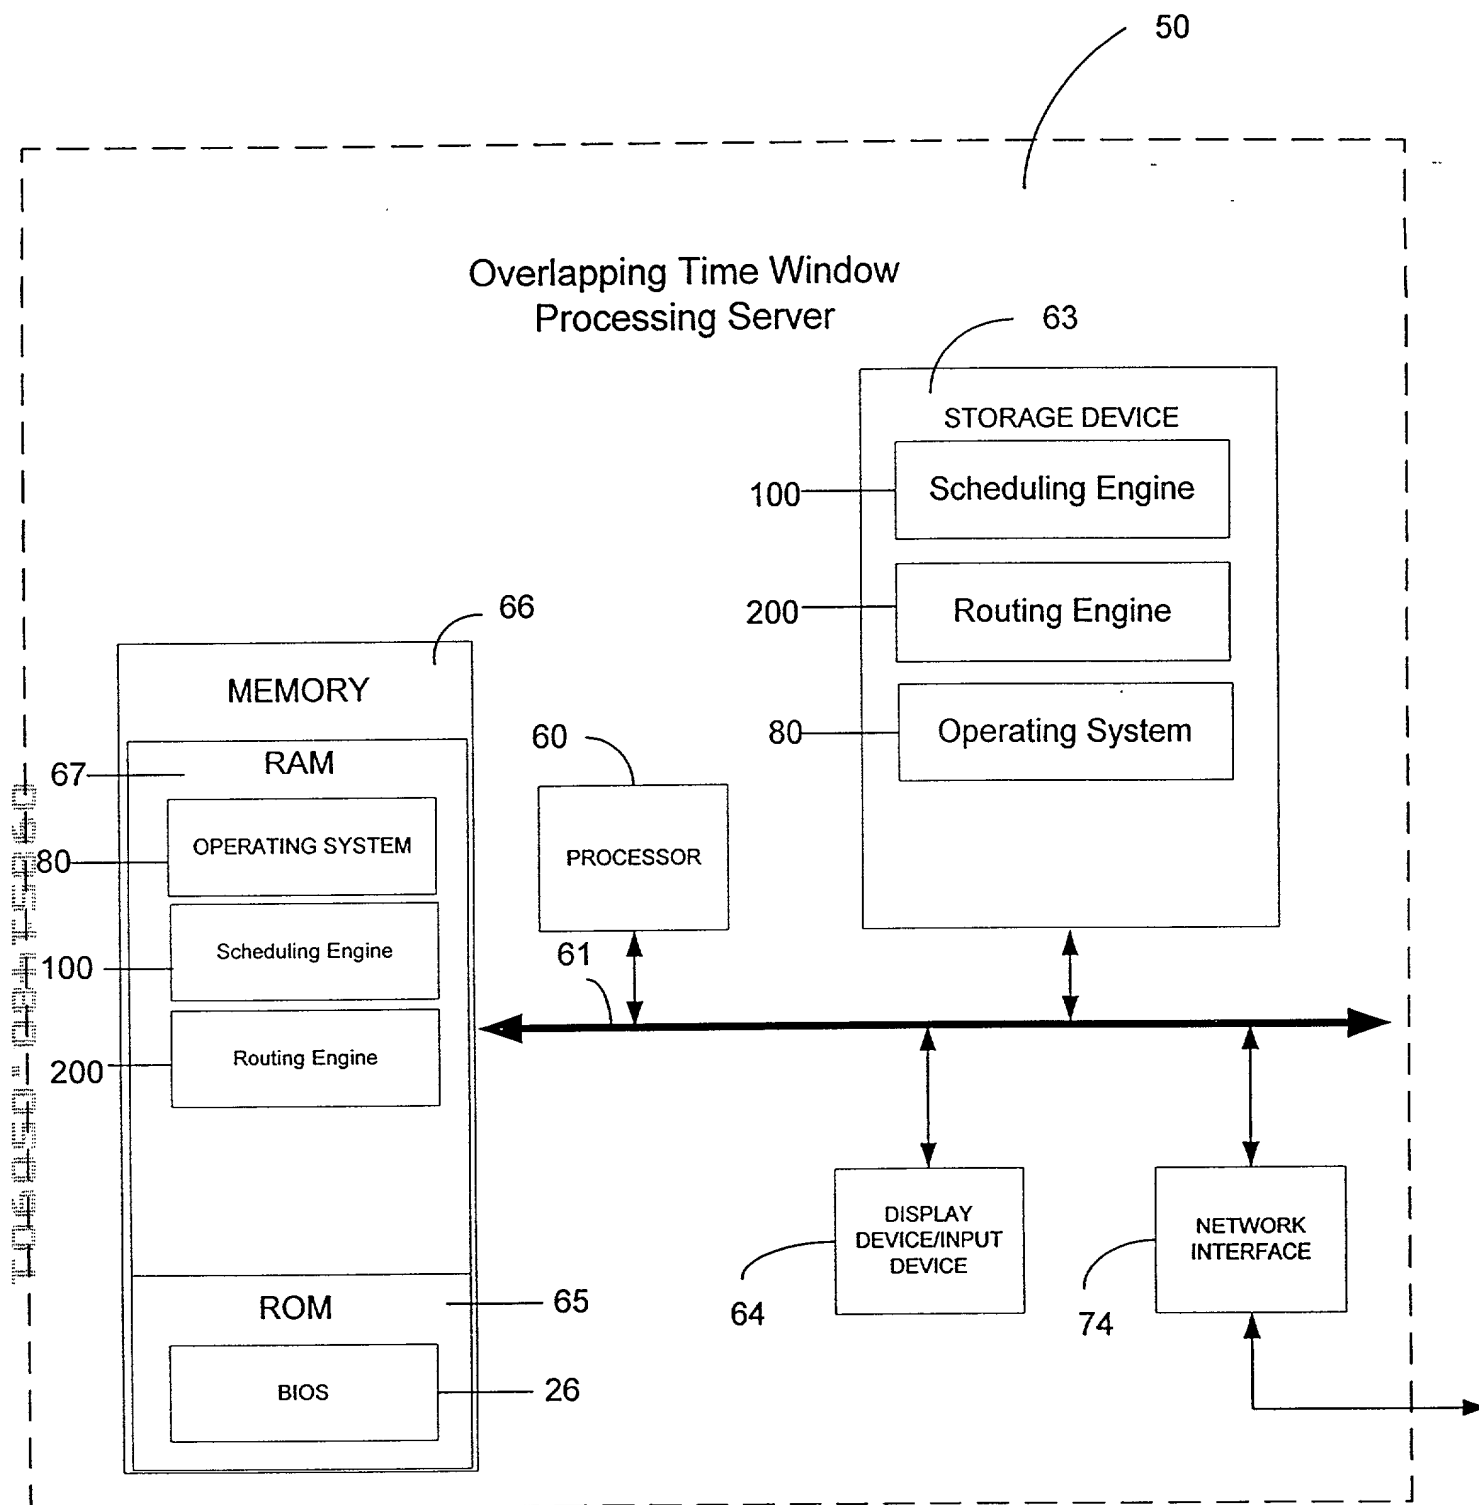 50
Overlapping Time Window
Processing Server
63
STORAGE DEVICE
100
Scheduling Engine
200
Routing Engine
80
Operating System
66
MEMORY
67
RAM
80
OPERATING SYSTEM
100
Scheduling Engine
200
Routing Engine
ROM
65
BIOS
26
60
PROCESSOR
61
DISPLAY
DEVICE/INPUT
DEVICE
64
NETWORK
INTERFACE
74